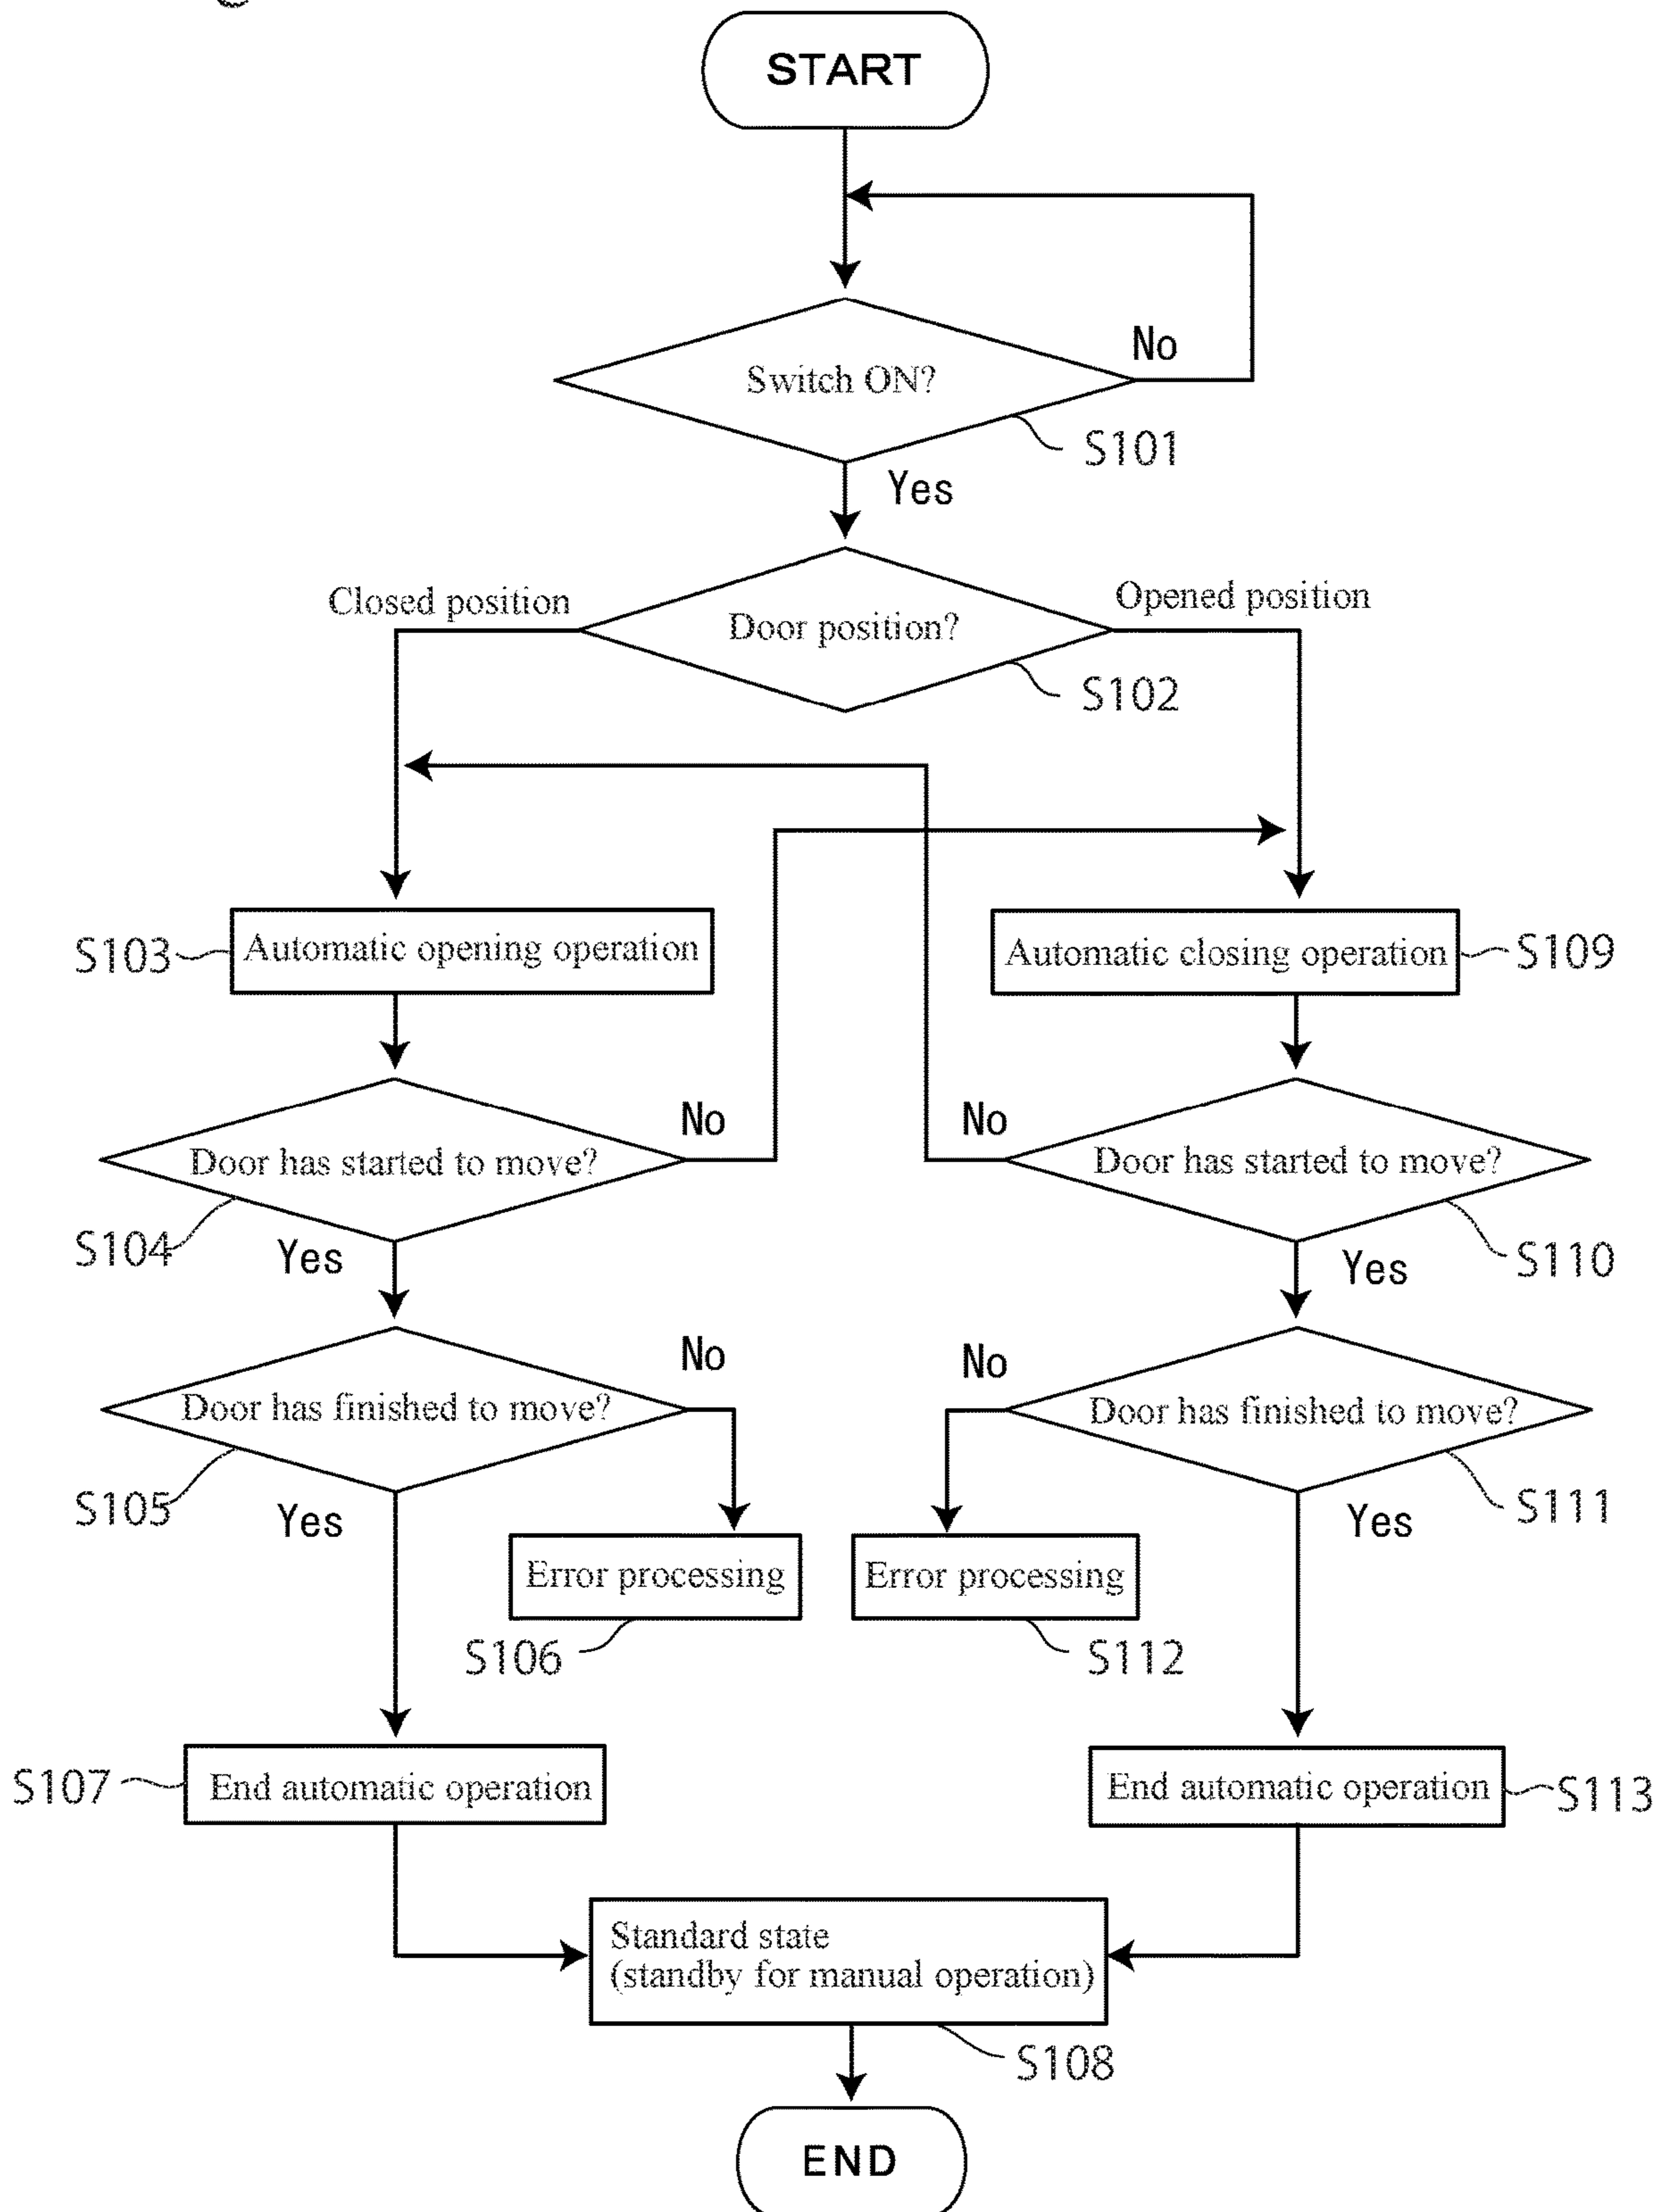 START
No
Switch ON?
S101
Yes
Closed position
Opened position
Door position?
S102
S103
Automatic opening operation
Automatic closing operation
S109
No
No
Door has started to move?
Door has started to move?
S104
Yes
Yes
S110
No
No
Door has finished to move?
Door has finished to move?
S105
Yes
Yes
S111
Error processing
Error processing
S106
S112
S107
End automatic operation
End automatic operation
S113
Standard state
(standby for manual operation)
S108
END